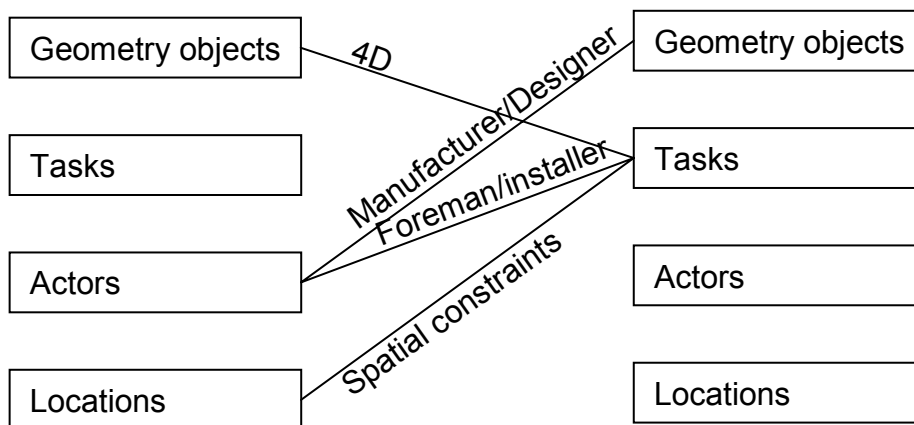 Geometry objects
Tasks
Actors
Locations
4D
Manufacturer/Designer
Foreman/installer
Spatial constraints
Geometry objects
Tasks
Actors
Locations